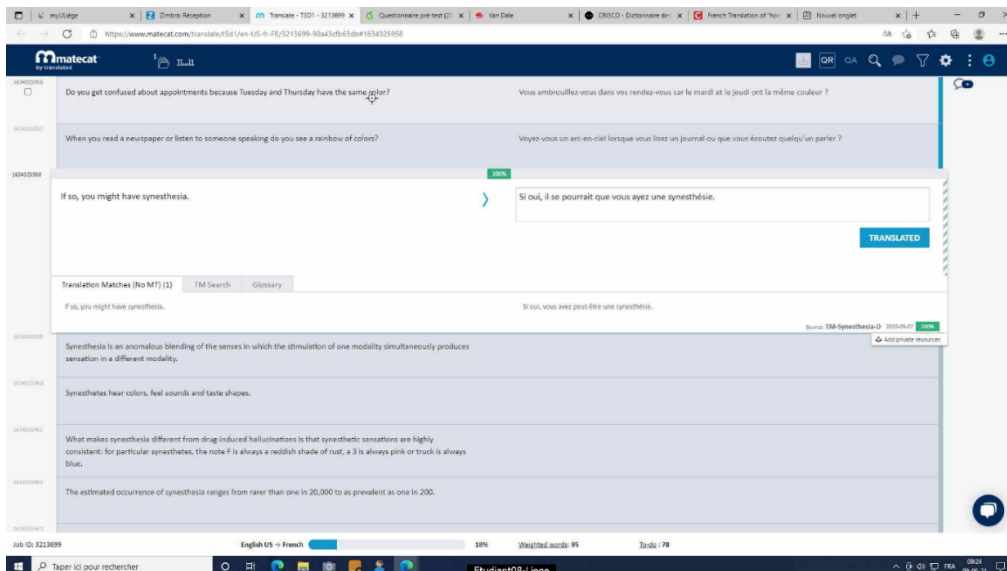 myULiège
Zimbra: Réception
Translate - T3D1 - 3213699
Questionnaire pré-test (2)
Van Dale
CRISCO - Dictionnaire des
French Translation of "hor
Nouvel onglet
https://www.matecat.com/translate/t3d1/en-US-fr-FR/3213699-90a43cfb63db#1634325958
matecat
by translated
QR
QA
Do you get confused about appointments because Tuesday and Thursday have the same color?
Vous embrouillez-vous dans vos rendez-vous car le mardi et le jeudi ont la même couleur ?
When you read a newspaper or listen to someone speaking do you see a rainbow of colors?
Voyez-vous un arc-en-ciel lorsque vous lisez un journal ou que vous écoutez quelqu'un parler ?
1634325958
100%
If so, you might have synesthesia.
Si oui, il se pourrait que vous ayez une synesthésie.
TRANSLATED
Translation Matches (No MT) (1)
TM Search
Glossary
If so, you might have synesthesia.
Si oui, vous avez peut-être une synesthésie.
Source: TM-Synesthesia-D 2020-09-07 100%
Add private resources
Synesthesia is an anomalous blending of the senses in which the stimulation of one modality simultaneously produces
sensation in a different modality.
Synesthetes hear colors, feel sounds and taste shapes.
What makes synesthesia different from drug-induced hallucinations is that synesthetic sensations are highly
consistent: for particular synesthetes, the note F is always a reddish shade of rust, a 3 is always pink or truck is always
blue.
The estimated occurrence of synesthesia ranges from rarer than one in 20,000 to as prevalent as one in 200.
Job ID: 3213699
English US → French
18%
Weighted words: 95
To-do : 78
Taper ici pour rechercher
Etudiant08-Liege
FRA
09:24